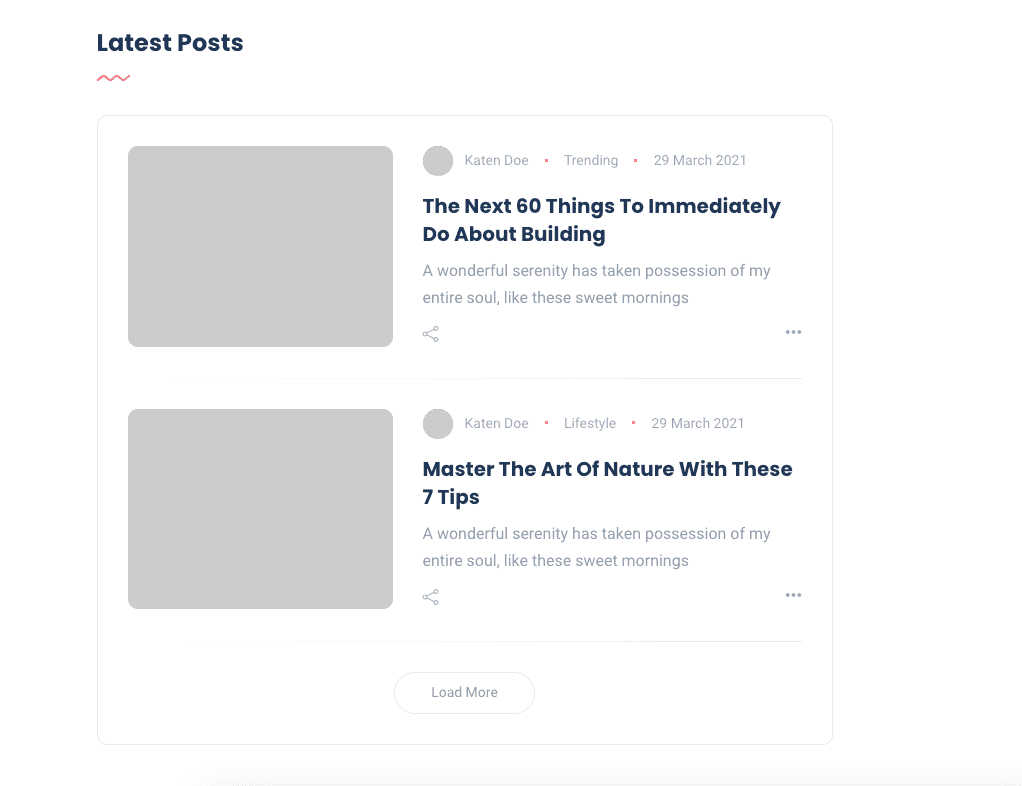 Latest Posts
Katen Doe • Trending • 29 March 2021
The Next 60 Things To Immediately
Do About Building
A wonderful serenity has taken possession of my
entire soul, like these sweet mornings
Katen Doe • Lifestyle • 29 March 2021
Master The Art Of Nature With These
7 Tips
A wonderful serenity has taken possession of my
entire soul, like these sweet mornings
Load More